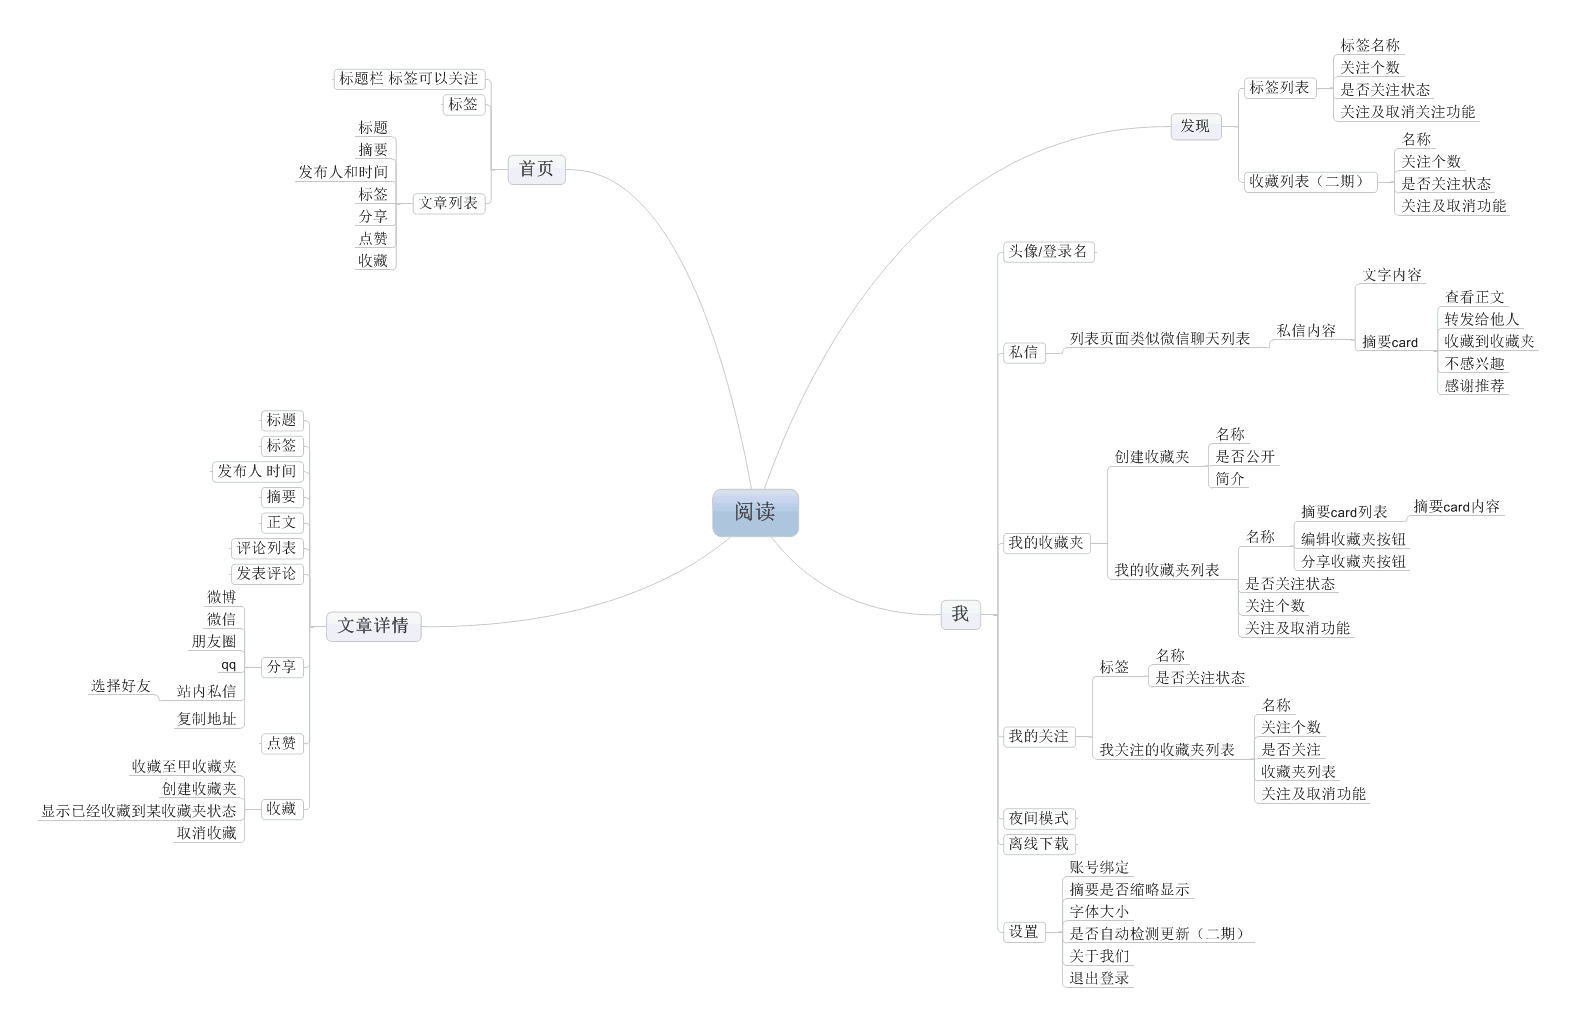 阅读
首页
标题栏 标签可以关注
标签
文章列表
标题
摘要
发布人和时间
标签
分享
点赞
收藏
文章详情
标题
标签
发布人 时间
摘要
正文
评论列表
发表评论
分享
微博
微信
朋友圈
qq
站内私信
选择好友
复制地址
点赞
收藏
收藏至甲收藏夹
创建收藏夹
显示已经收藏到某收藏夹状态
取消收藏
发现
标签列表
标签名称
关注个数
是否关注状态
关注及取消关注功能
收藏列表（二期）
名称
关注个数
是否关注状态
关注及取消功能
我
头像/登录名
私信
列表页面类似微信聊天列表
私信内容
文字内容
摘要card
查看正文
转发给他人
收藏到收藏夹
不感兴趣
感谢推荐
我的收藏夹
创建收藏夹
名称
是否公开
简介
我的收藏夹列表
名称
摘要card列表
摘要card内容
编辑收藏夹按钮
分享收藏夹按钮
是否关注状态
关注个数
关注及取消功能
我的关注
标签
名称
是否关注状态
我关注的收藏夹列表
名称
关注个数
是否关注
收藏夹列表
关注及取消功能
夜间模式
离线下载
设置
账号绑定
摘要是否缩略显示
字体大小
是否自动检测更新（二期）
关于我们
退出登录